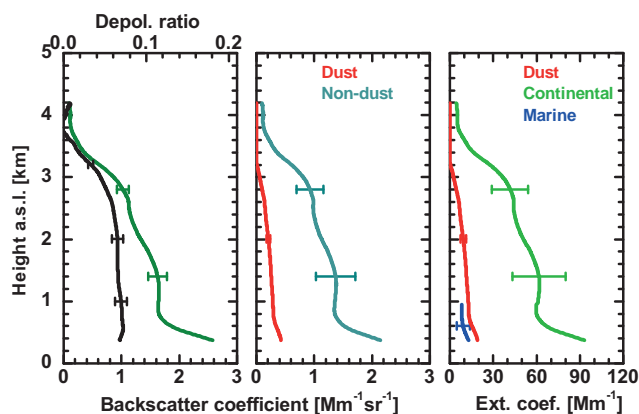 Depol. ratio
0.0 0.1 0.2
5
4
3
2
1
0
Height a.s.l. [km]
Dust
Non-dust
Dust
Continental
Marine
0 1 2 3
0 1 2 3
0 30 60 90 120
Backscatter coefficient [Mm⁻¹sr⁻¹]
Ext. coef. [Mm⁻¹]